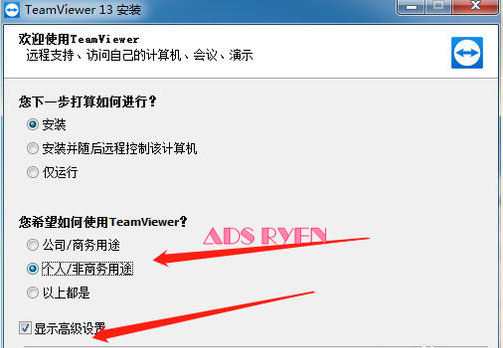 TeamViewer 13 安装
欢迎使用TeamViewer
远程支持、访问自己的计算机、会议、演示
您下一步打算如何进行?
安装
安装并随后远程控制该计算机
仅运行
您希望如何使用TeamViewer?
ADS RYEN
公司/商务用途
个人/非商务用途
以上都是
显示高级设置